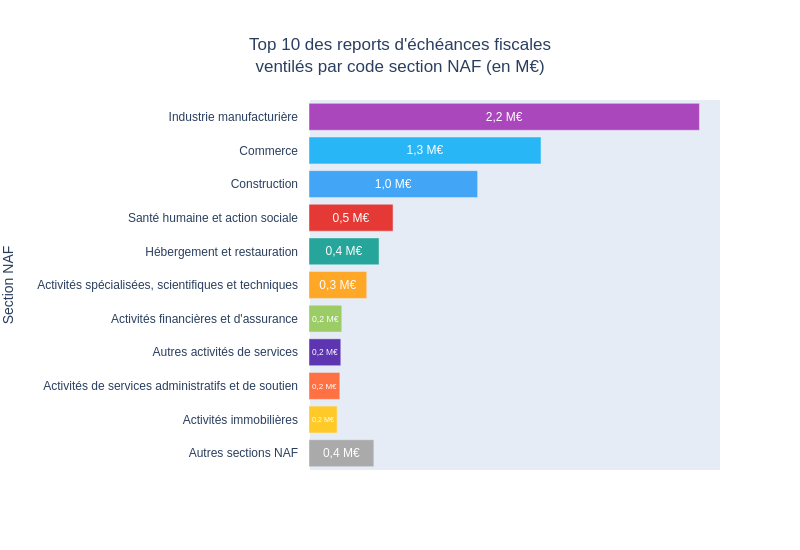 Top 10 des reports d'échéances fiscales
ventilés par code section NAF (en M€)
Section NAF
Industrie manufacturière 2,2 M€
Commerce 1,3 M€
Construction 1,0 M€
Santé humaine et action sociale 0,5 M€
Hébergement et restauration 0,4 M€
Activités spécialisées, scientifiques et techniques 0,3 M€
Activités financières et d'assurance 0,2 M€
Autres activités de services 0,2 M€
Activités de services administratifs et de soutien 0,2 M€
Activités immobilières 0,2 M€
Autres sections NAF 0,4 M€